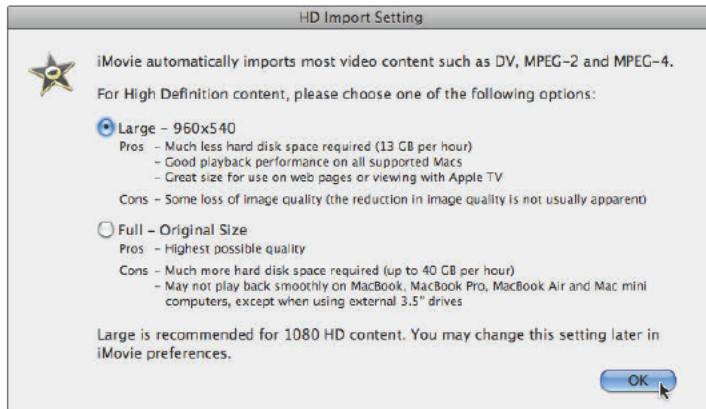 HD Import Setting
iMovie automatically imports most video content such as DV, MPEG-2 and MPEG-4.
For High Definition content, please choose one of the following options:
Large – 960x540
Pros – Much less hard disk space required (13 GB per hour)
– Good playback performance on all supported Macs
– Great size for use on web pages or viewing with Apple TV
Cons – Some loss of image quality (the reduction in image quality is not usually apparent)
Full – Original Size
Pros – Highest possible quality
Cons – Much more hard disk space required (up to 40 GB per hour)
– May not play back smoothly on MacBook, MacBook Pro, MacBook Air and Mac mini
computers, except when using external 3.5" drives
Large is recommended for 1080 HD content. You may change this setting later in
iMovie preferences.
OK